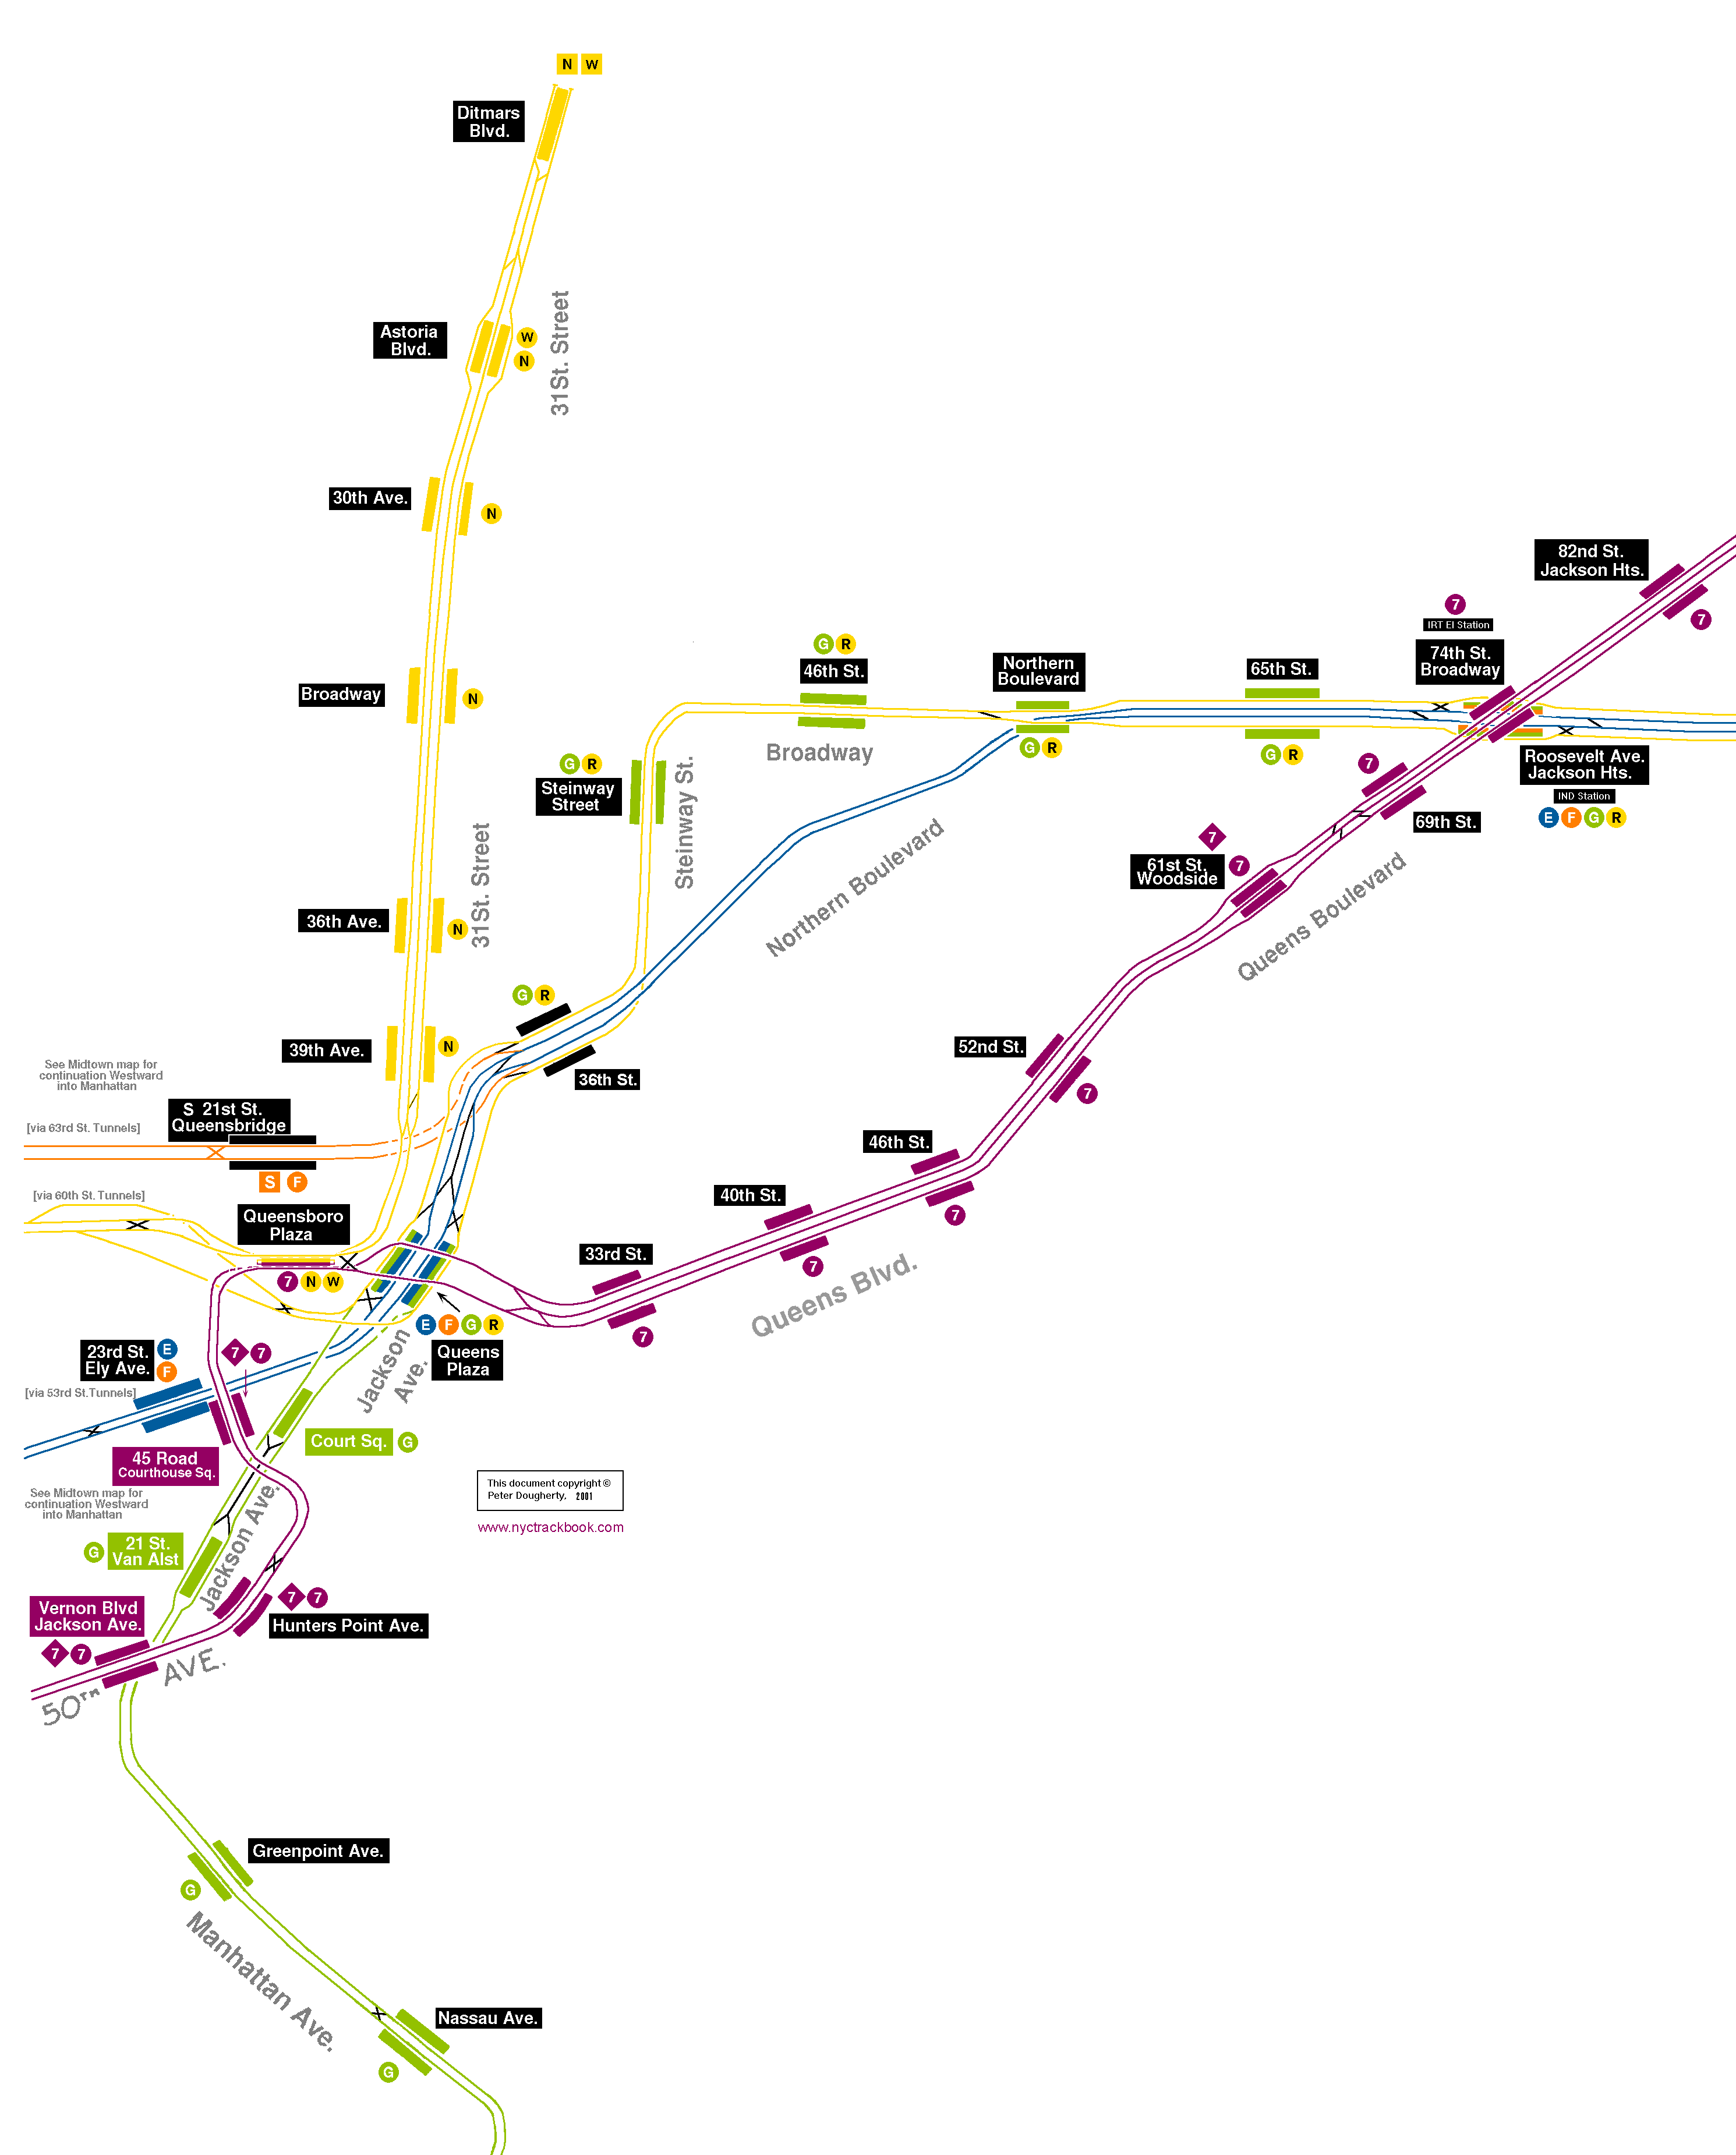 N W
Ditmars
Blvd.
Astoria
Blvd.
W
N
31St. Street
30th Ave.
N
82nd St.
Jackson Hts.
7
7
IRT El Station
74th St.
Broadway
G R
46th St.
Northern
Boulevard
65th St.
Broadway
N
Broadway
G R
G R
Roosevelt Ave.
Jackson Hts.
IND Station
E F G R
G R
Steinway
Street
Steinway St.
7
69th St.
7
61st St.
Woodside
7
Northern Boulevard
Queens Boulevard
36th Ave.
N
31St. Street
G R
36th St.
39th Ave.
N
52nd St.
7
See Midtown map for
continuation Westward
into Manhattan
S 21st St.
Queensbridge
[via 63rd St. Tunnels]
S F
46th St.
7
40th St.
7
[via 60th St. Tunnels]
Queensboro
Plaza
7 N W
33rd St.
7
Queens Blvd.
E F G R
Queens
Plaza
Jackson
Ave.
23rd St.
Ely Ave.
E
F
7 7
[via 53rd St.Tunnels]
Court Sq. G
45 Road
Courthouse Sq.
See Midtown map for
continuation Westward
into Manhattan
This document copyright ©
Peter Dougherty, 2001
www.nyctrackbook.com
Jackson Ave.
G
21 St.
Van Alst
Vernon Blvd
Jackson Ave.
7 7
7 7
Hunters Point Ave.
50TH AVE.
Greenpoint Ave.
G
Manhattan Ave.
Nassau Ave.
G